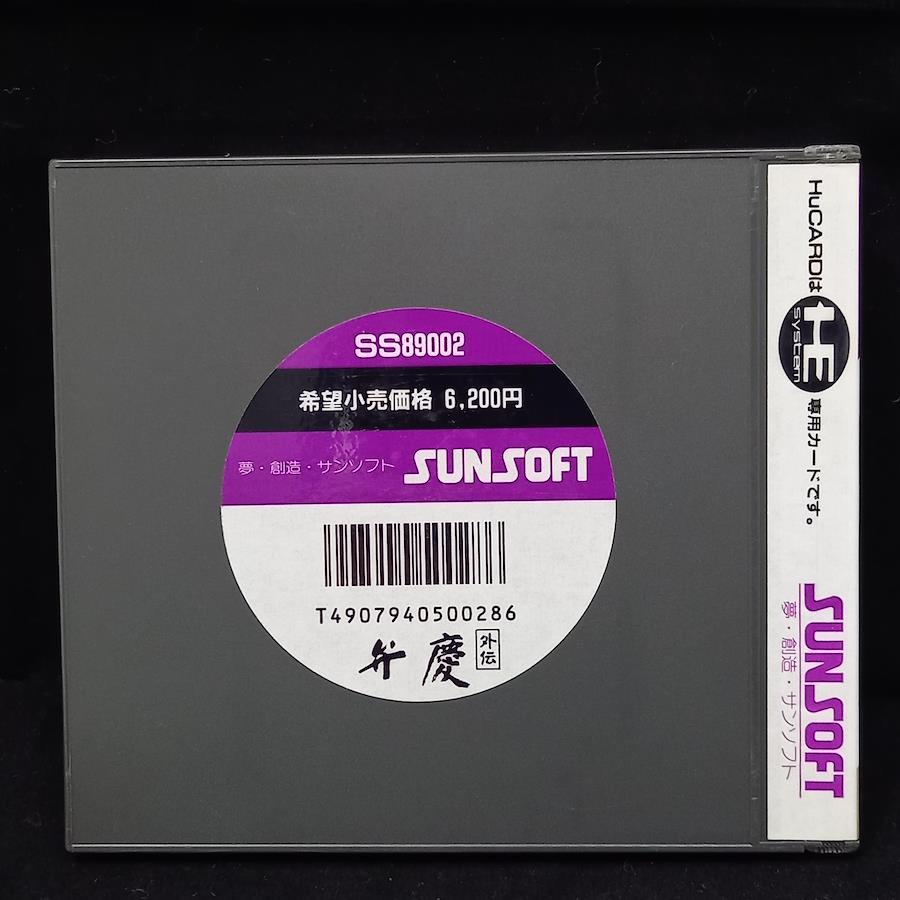 SS89002
希望小売価格 6,200円
夢・創造・サンソフト SUNSOFT
T4907940500286
弁慶 外伝
HuCARDは HE system 専用カードです。
SUNSOFT
夢・創造・サンソフト